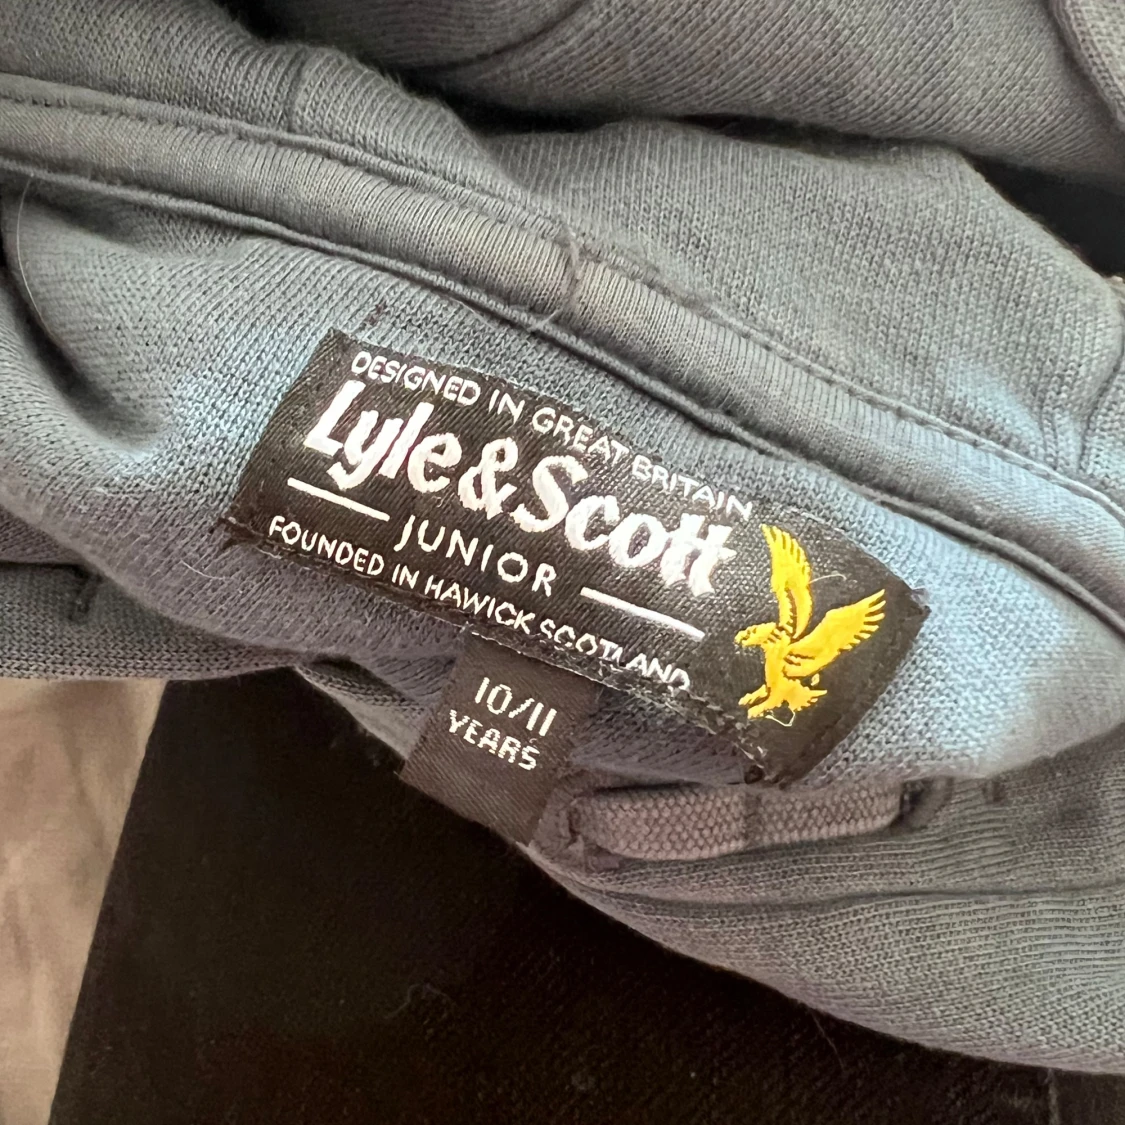 DESIGNED IN GREAT BRITAIN
Lyle&Scott
JUNIOR
FOUNDED IN HAWICK SCOTLAND
10/11
YEARS